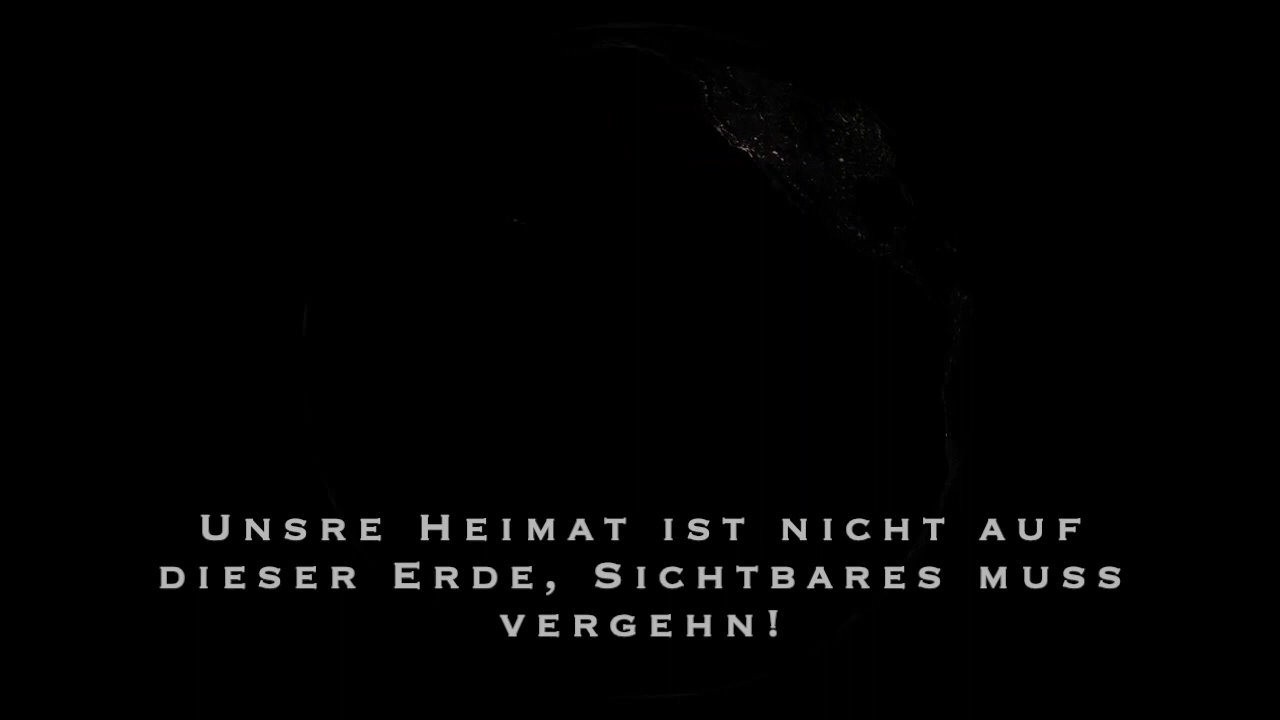 Unsre Heimat ist nicht auf
dieser Erde, Sichtbares muss
vergehn!